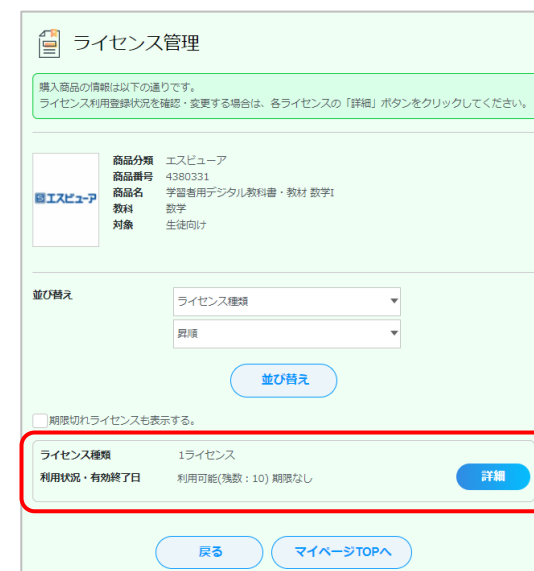 ライセンス管理
購入商品の情報は以下の通りです。
ライセンス利用登録状況を確認・変更する場合は、各ライセンスの「詳細」ボタンをクリックしてください。
エスビューア
商品分類 エスビューア
商品番号 4380331
商品名 学習者用デジタル教科書・教材 数学I
教科 数学
対象 生徒向け
並び替え
ライセンス種類
昇順
並び替え
期限切れライセンスも表示する。
ライセンス種類 1ライセンス
利用状況・有効終了日 利用可能(残数：10) 期限なし
詳細
戻る マイページTOPへ